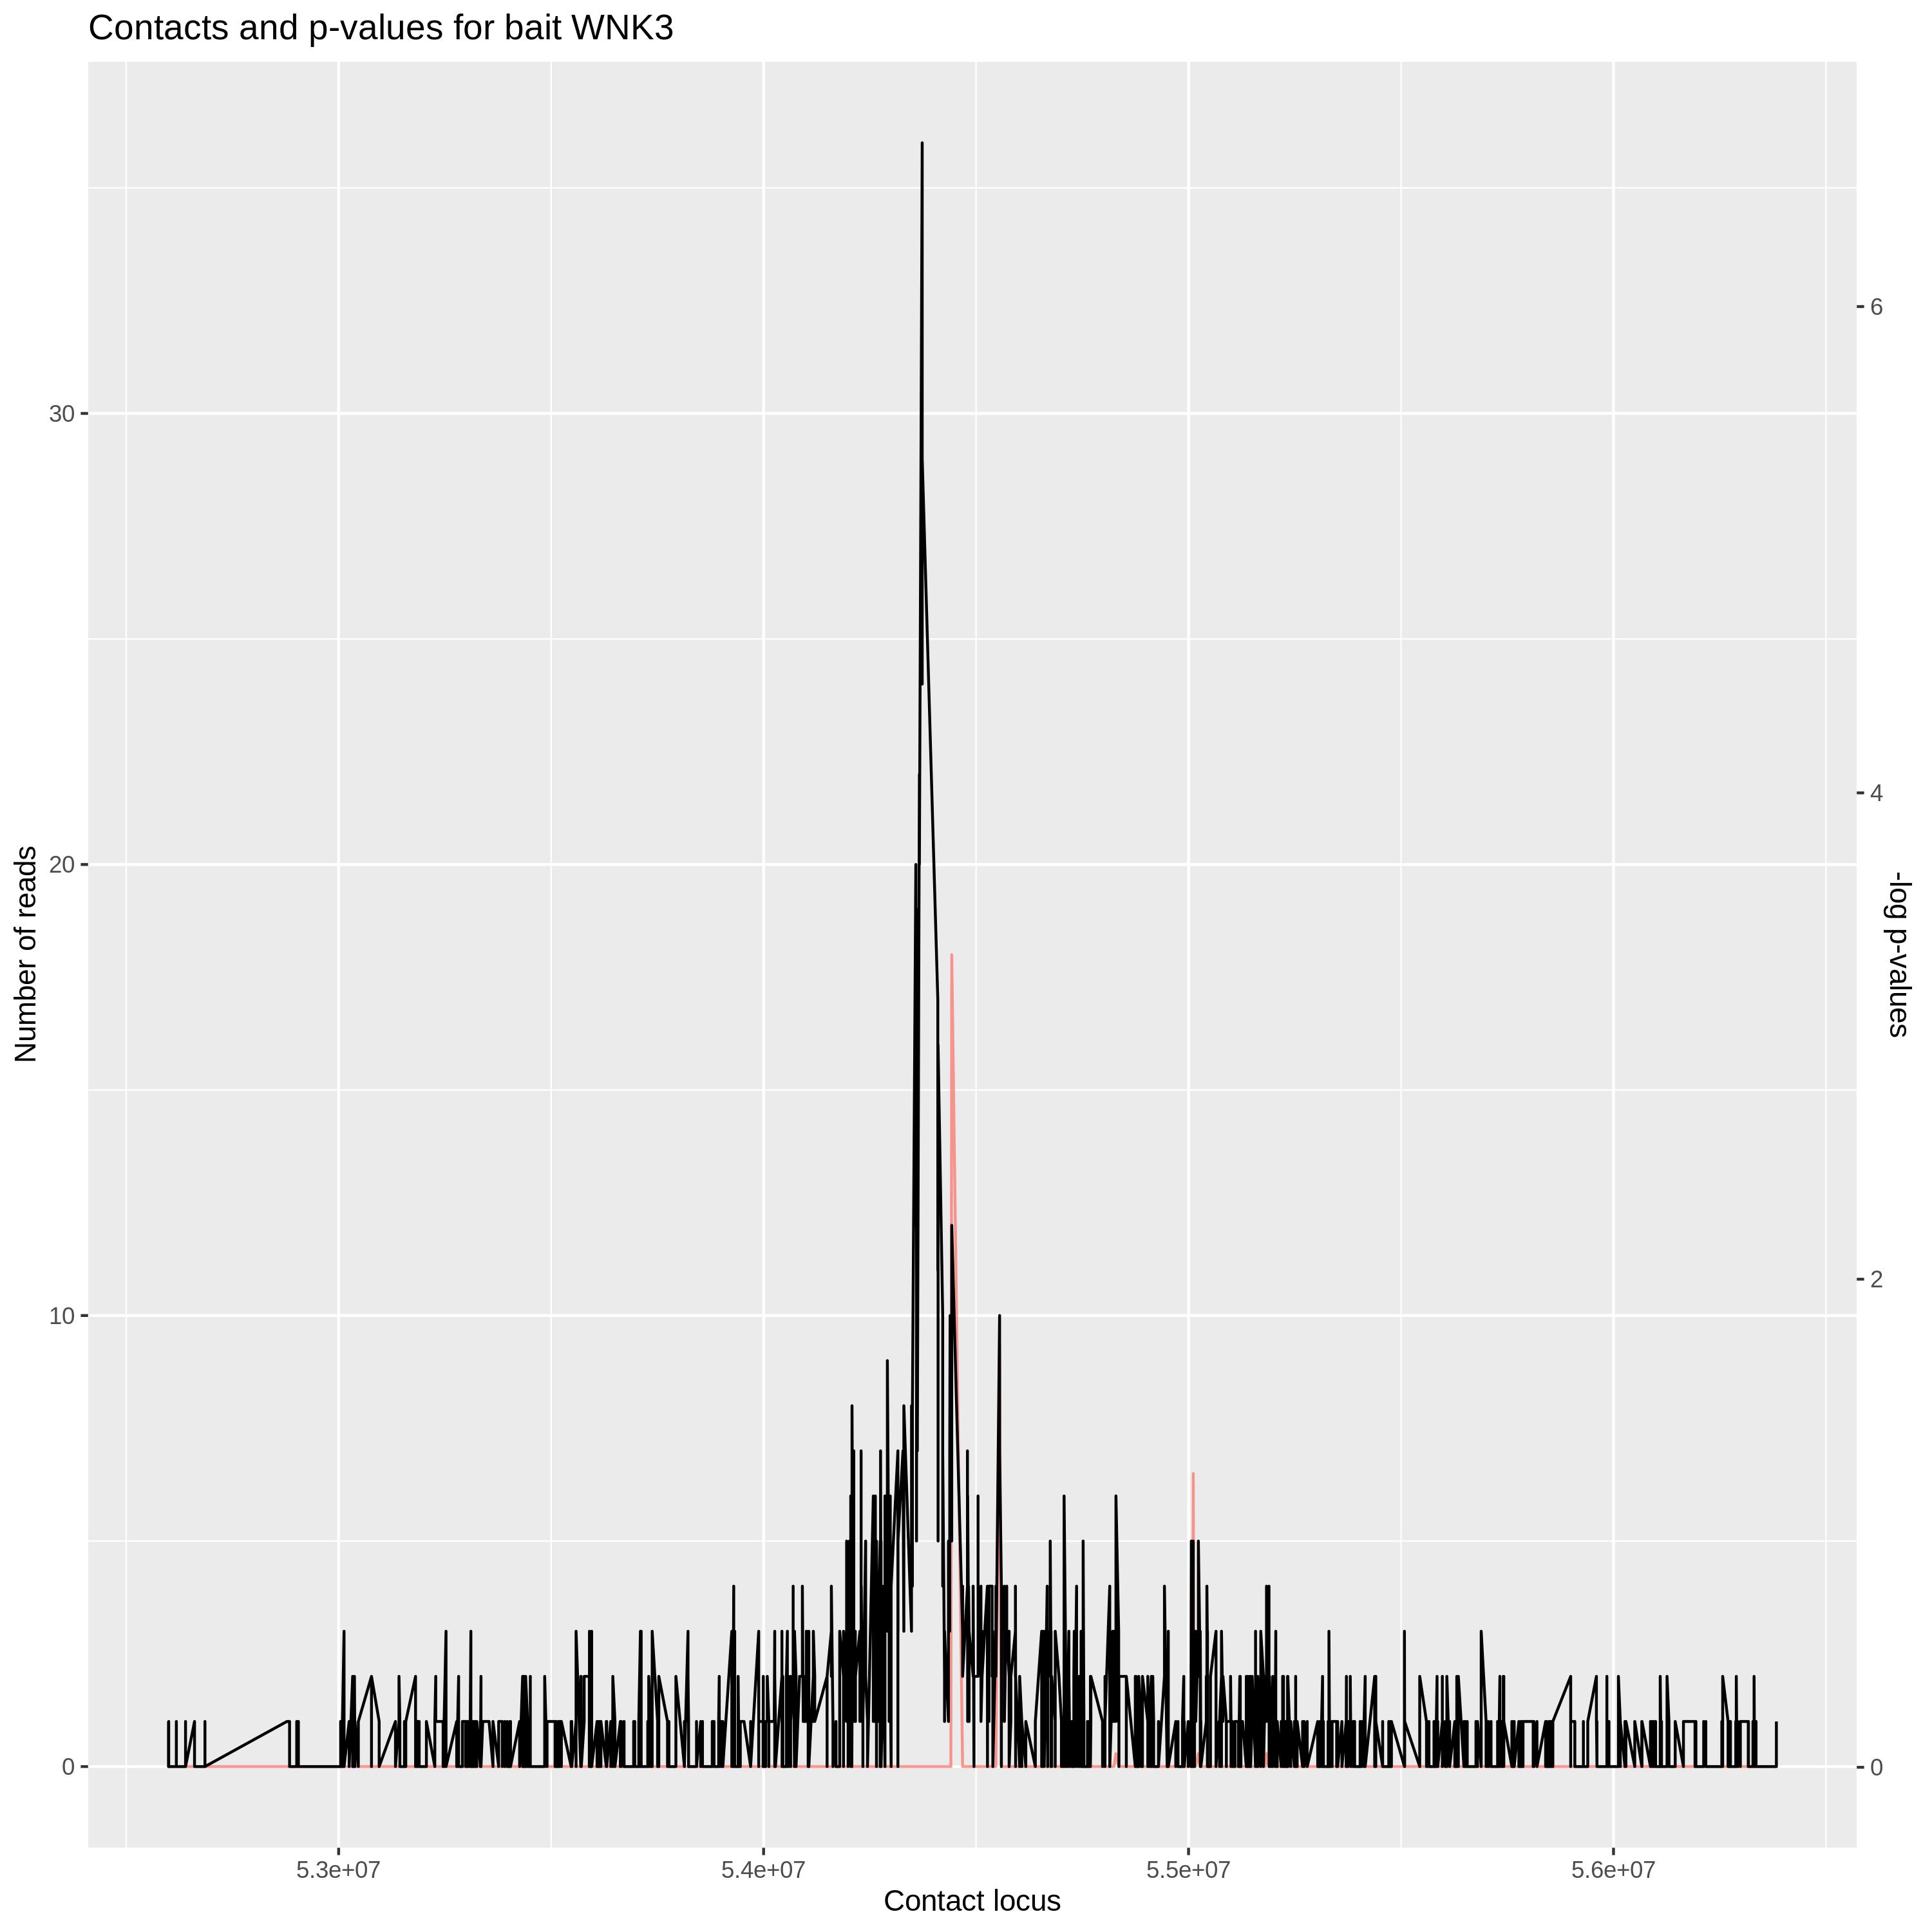 Contacts and p-values for bait WNK3
Number of reads
30
20
10
0
6
4
2
0
-log p-values
5.3e+07
5.4e+07
5.5e+07
5.6e+07
Contact locus